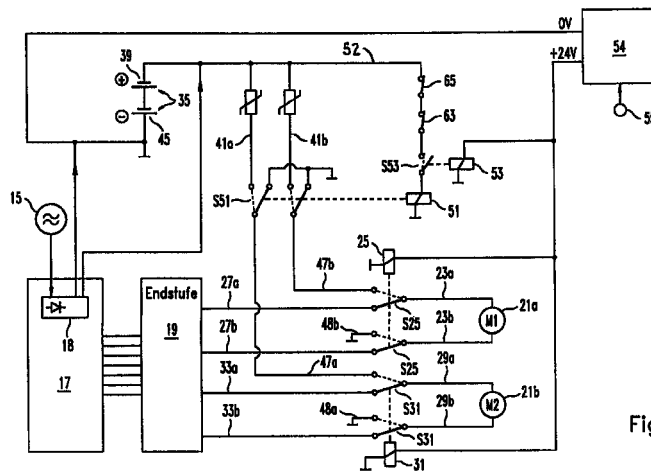 0V
39
52
+24V
54
65
35
63
45
41a
41b
S53
53
15
S51
51
25
47b
23a
27a
Endstufe
19
S25
M1
21a
18
48b
23b
27b
S25
29a
17
33a
47a
S31
M2
21b
48a
29b
33b
S31
31
Fig